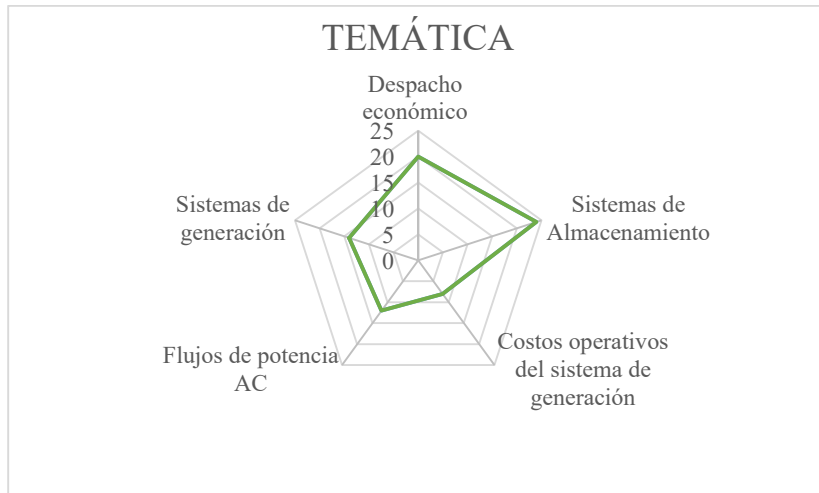 TEMÁTICA
Despacho
económico
25
20
15
10
5
0
Sistemas de
Almacenamiento
Costos operativos
del sistema de
generación
Flujos de potencia
AC
Sistemas de
generación